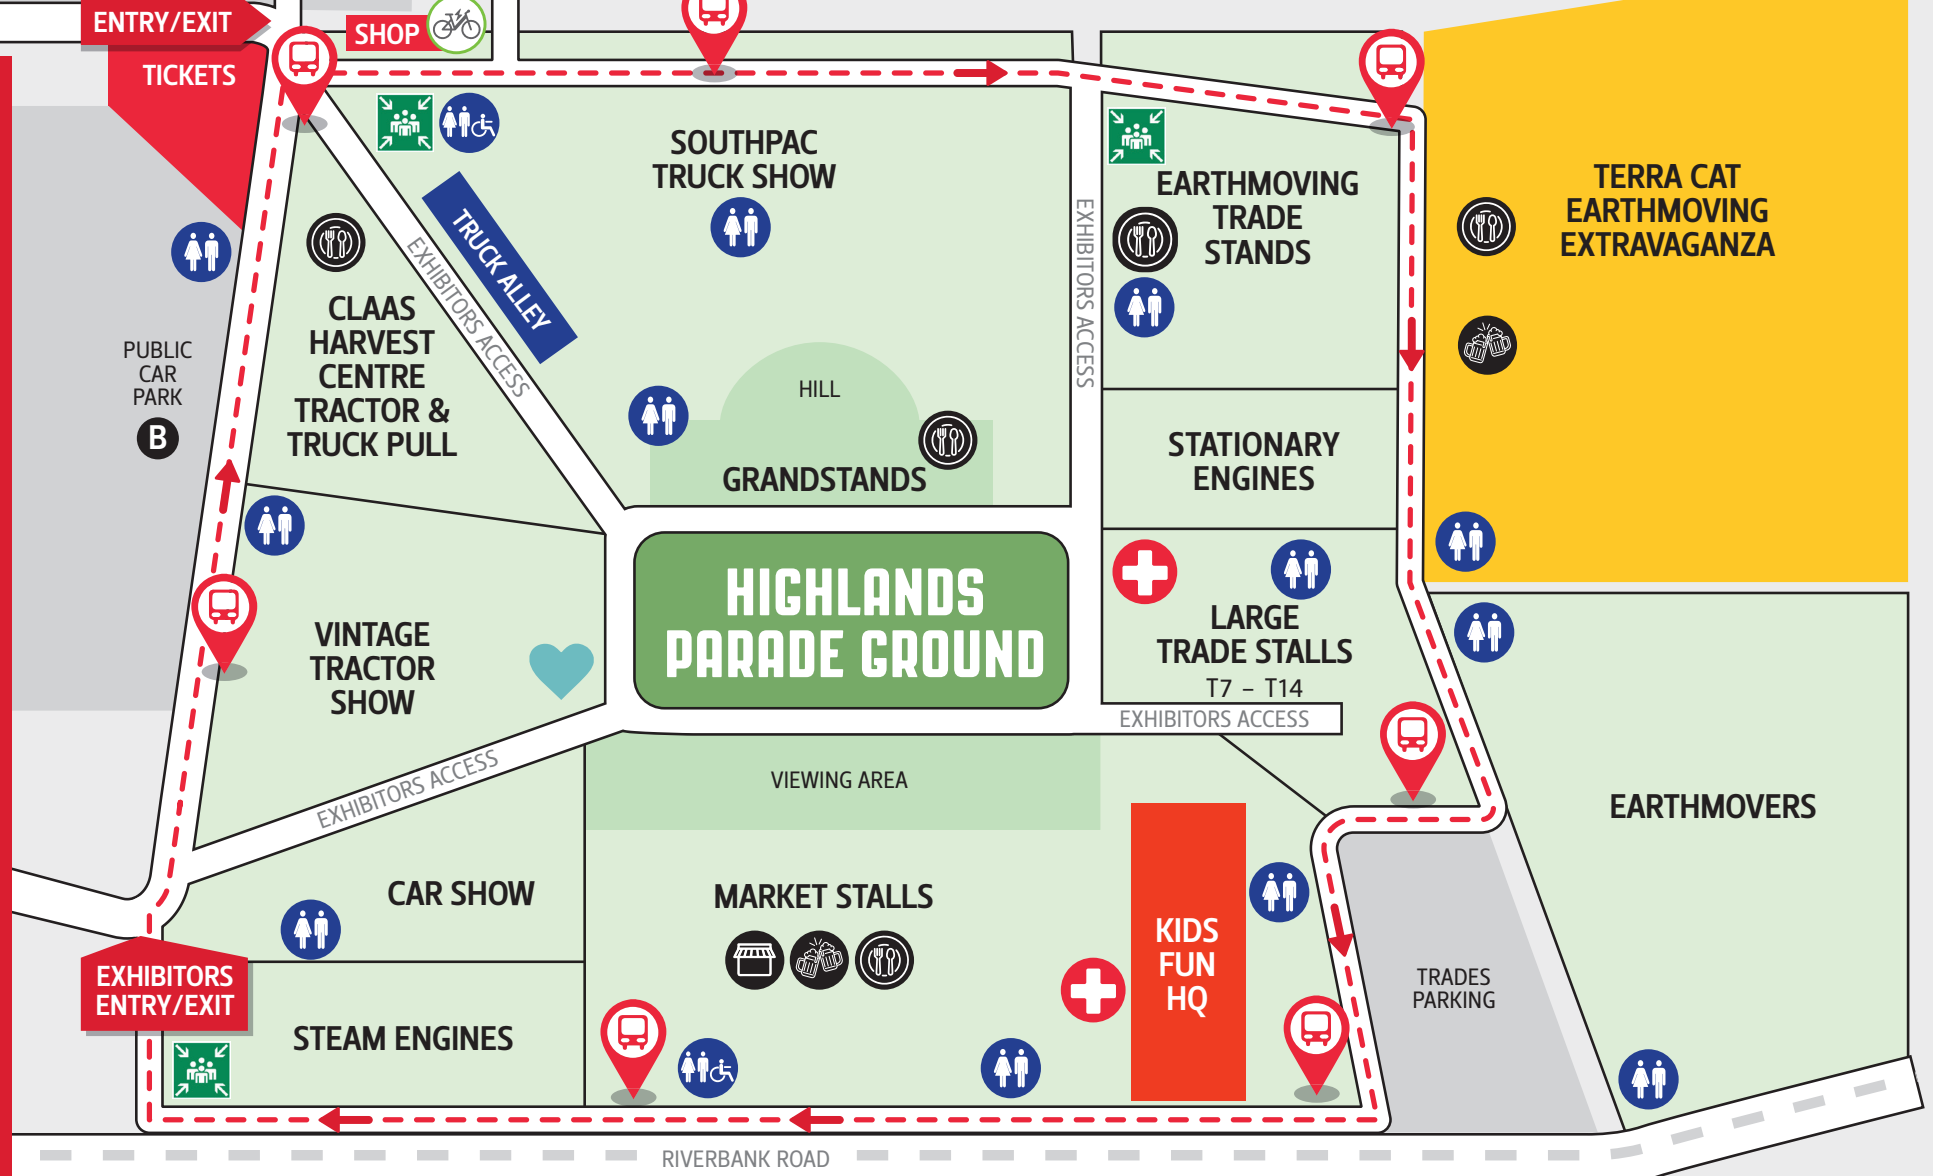 ENTRY/EXIT
TICKETS
SHOP
SOUTHPAC
TRUCK SHOW
TRUCK ALLEY
EXHIBITORS ACCESS
EXHIBITORS ACCESS
EARTHMOVING
TRADE
STANDS
TERRA CAT
EARTHMOVING
EXTRAVAGANZA
CLAAS
HARVEST
CENTRE
TRACTOR &
TRUCK PULL
PUBLIC
CAR
PARK
B
HILL
GRANDSTANDS
STATIONARY
ENGINES
HIGHLANDS
PARADE GROUND
VINTAGE
TRACTOR
SHOW
LARGE
TRADE STALLS
T7 – T14
EXHIBITORS ACCESS
EXHIBITORS ACCESS
VIEWING AREA
EARTHMOVERS
CAR SHOW
MARKET STALLS
KIDS
FUN
HQ
TRADES
PARKING
EXHIBITORS
ENTRY/EXIT
STEAM ENGINES
RIVERBANK ROAD